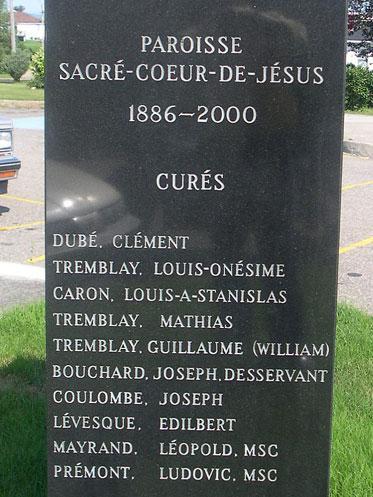 PAROISSE
SACRÉ-COEUR-DE-JÉSUS
1886-2000
CURÉS
DUBÉ, CLÉMENT
TREMBLAY, LOUIS-ONÉSIME
CARON, LOUIS-A-STANISLAS
TREMBLAY, MATHIAS
TREMBLAY, GUILLAUME (WILLIAM)
BOUCHARD, JOSEPH, DESSERVANT
COULOMBE, JOSEPH
LÉVESQUE, EDILBERT
MAYRAND, LÉOPOLD, MSC
PRÉMONT, LUDOVIC, MSC